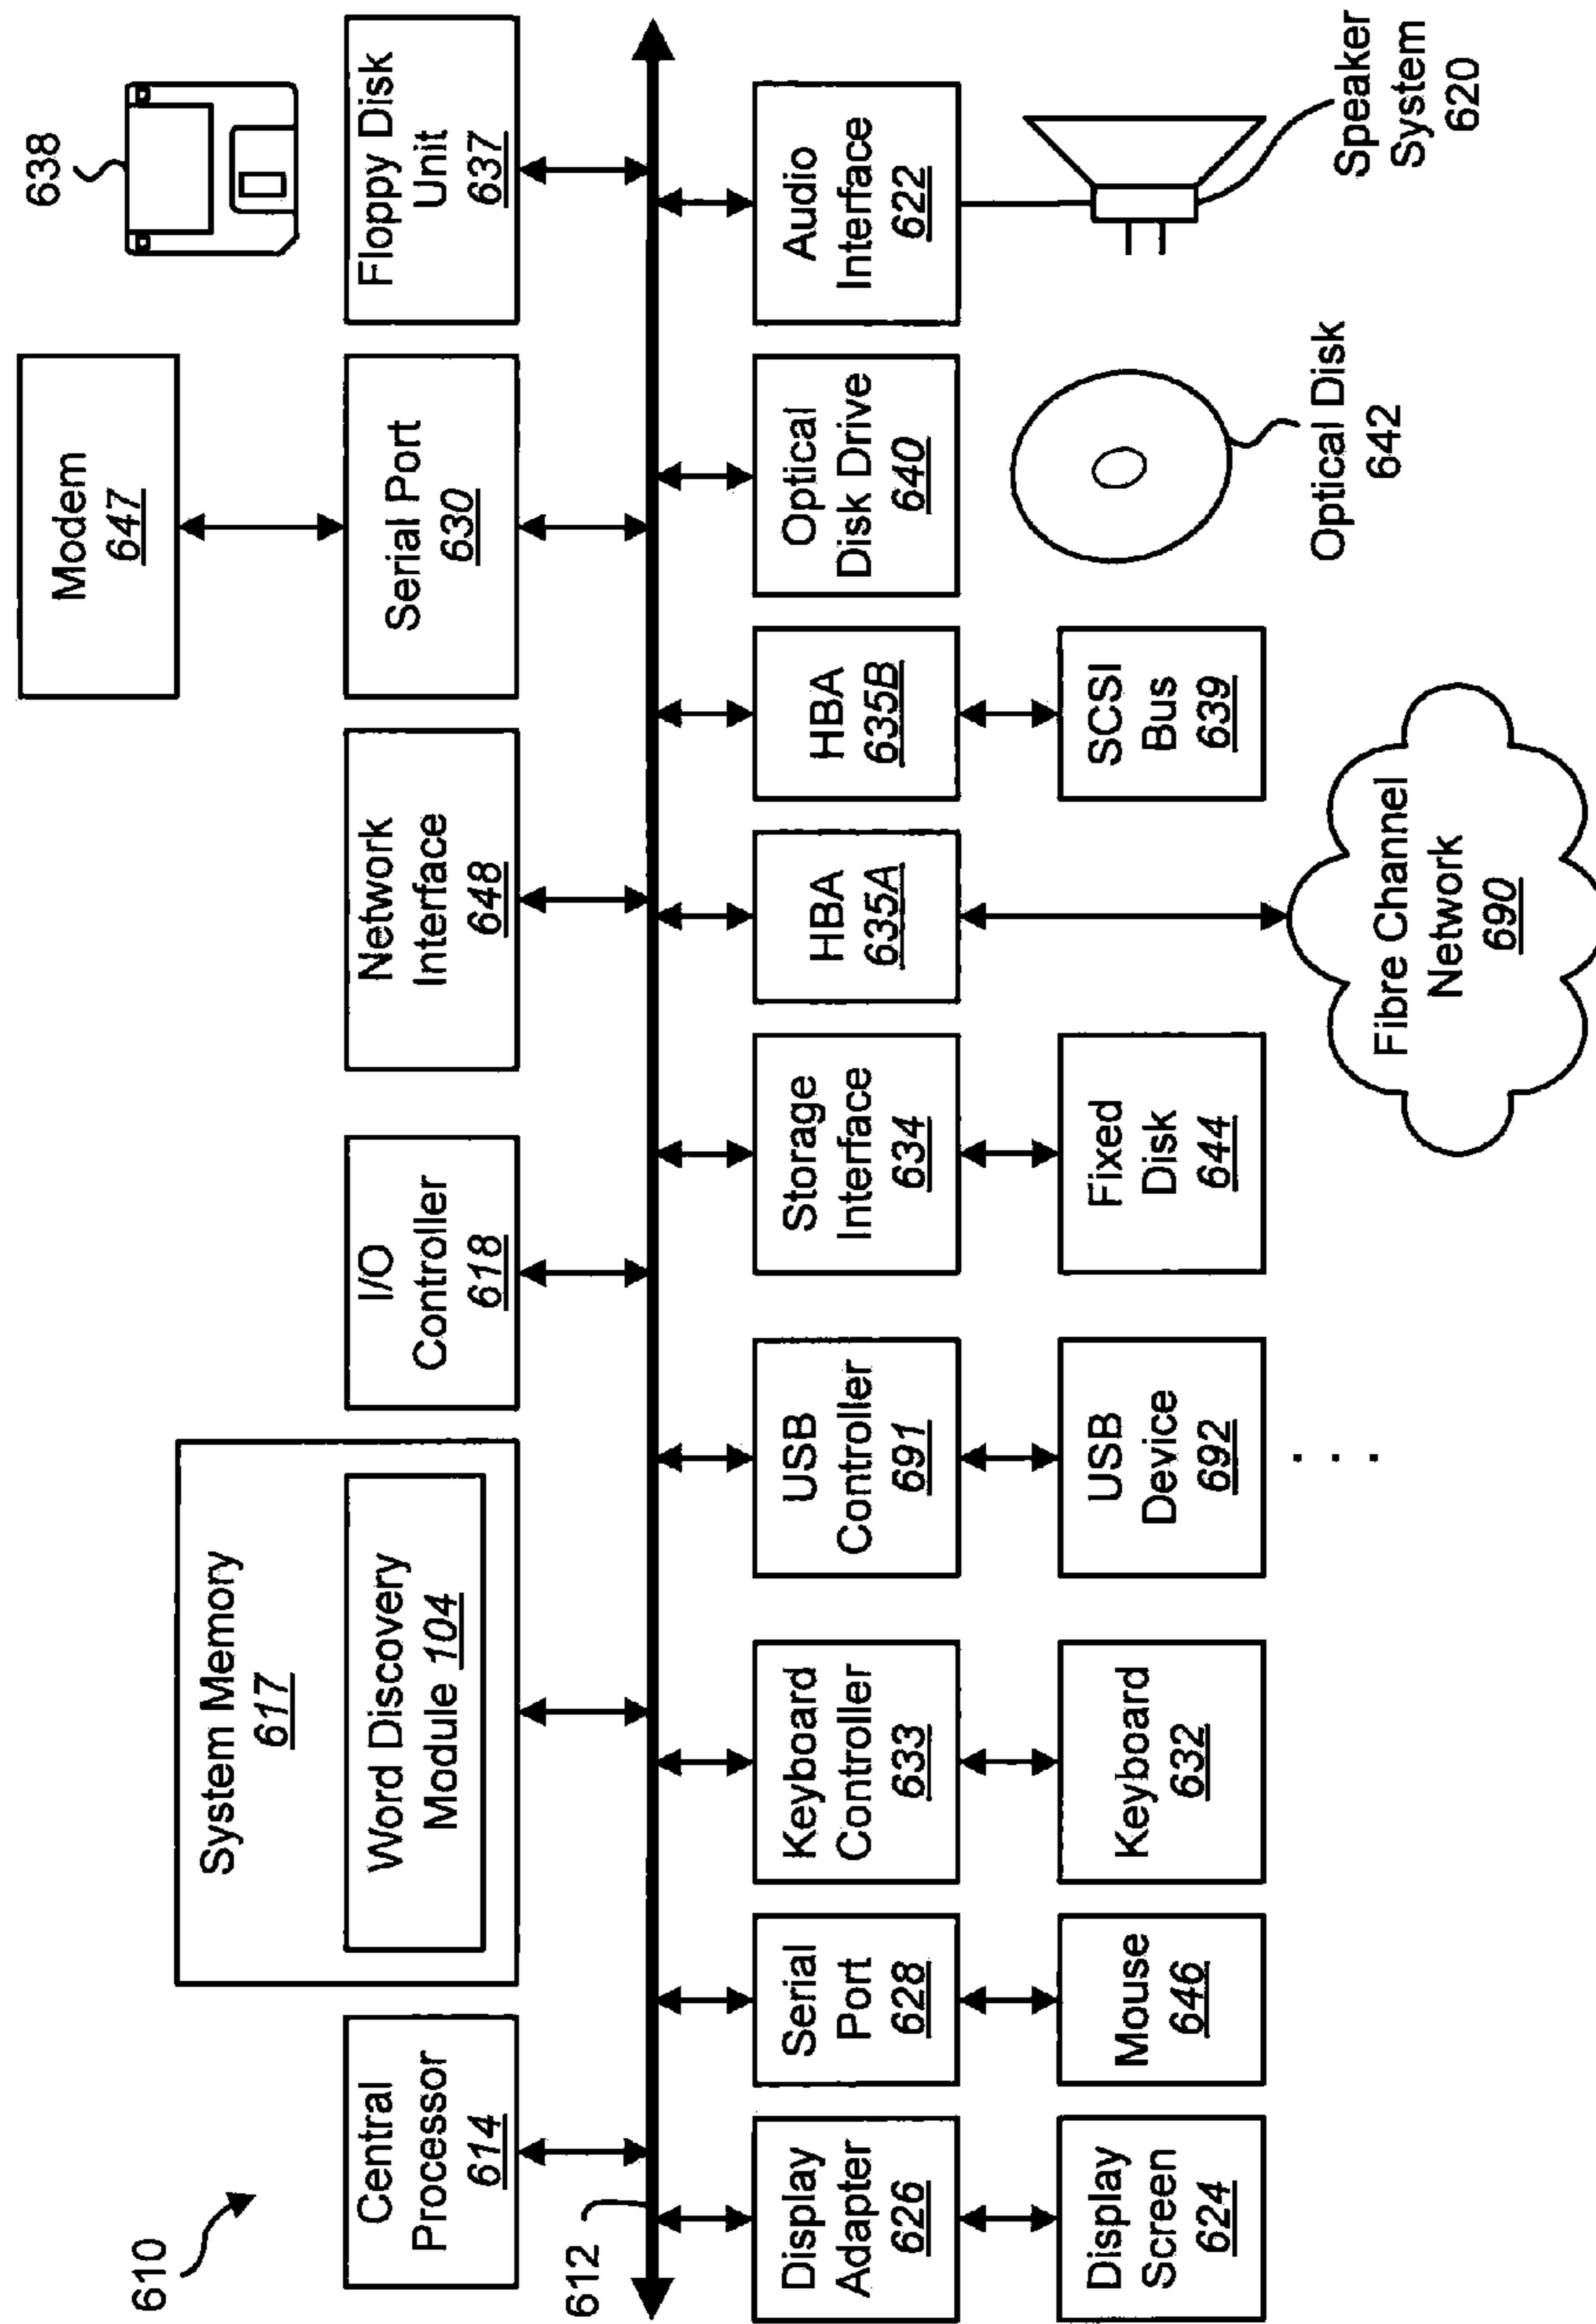 610
Central
Processor
614
System Memory
617
Word Discovery
Module 104
I/O
Controller
618
Network
Interface
648
Modem
647
Serial Port
630
638
Floppy Disk
Unit
637
612
Display
Adapter
626
Serial
Port
628
Keyboard
Controller
633
USB
Controller
691
Storage
Interface
634
HBA
635A
HBA
635B
Optical
Disk Drive
640
Audio
Interface
622
Display
Screen
624
Mouse
646
Keyboard
632
USB
Device
692
. . .
Fixed
Disk
644
Fibre Channel
Network
690
SCSI
Bus
639
Optical Disk
642
Speaker
System
620